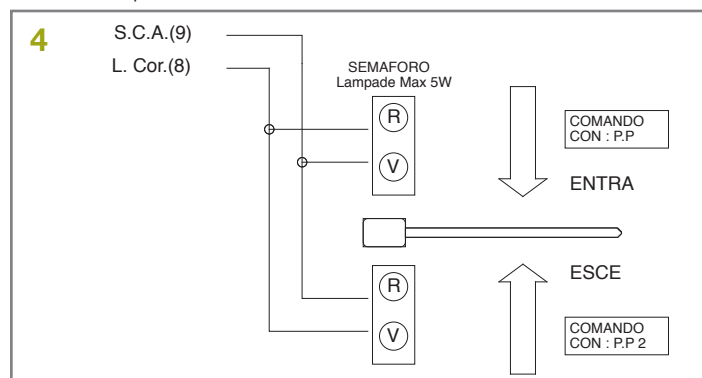 4
S.C.A.(9)
L. Cor.(8)
SEMAFORO
Lampade Max 5W
R
V
COMANDO
CON : P.P
ENTRA
R
V
ESCE
COMANDO
CON : P.P 2